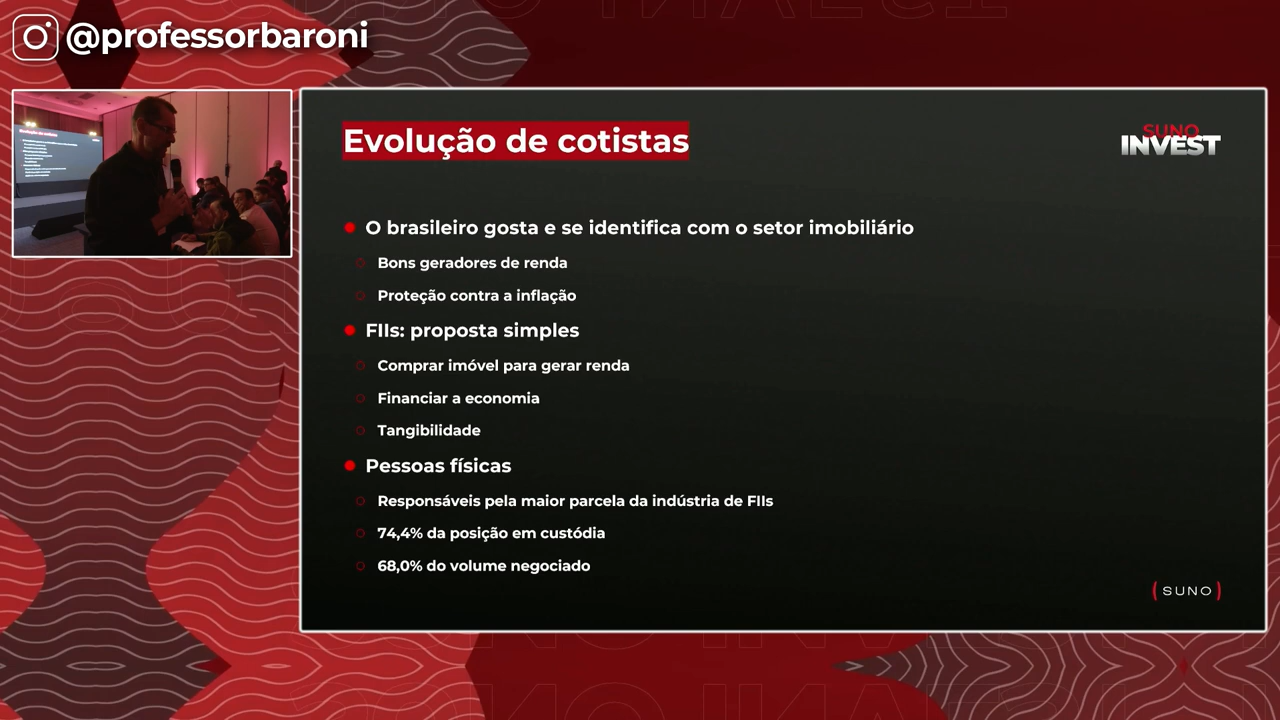 @professorbaroni
Evolução de cotistas
SUNO
INVEST
O brasileiro gosta e se identifica com o setor imobiliário
Bons geradores de renda
Proteção contra a inflação
FIIs: proposta simples
Comprar imóvel para gerar renda
Financiar a economia
Tangibilidade
Pessoas físicas
Responsáveis pela maior parcela da indústria de FIIs
74,4% da posição em custódia
68,0% do volume negociado
(SUNO)